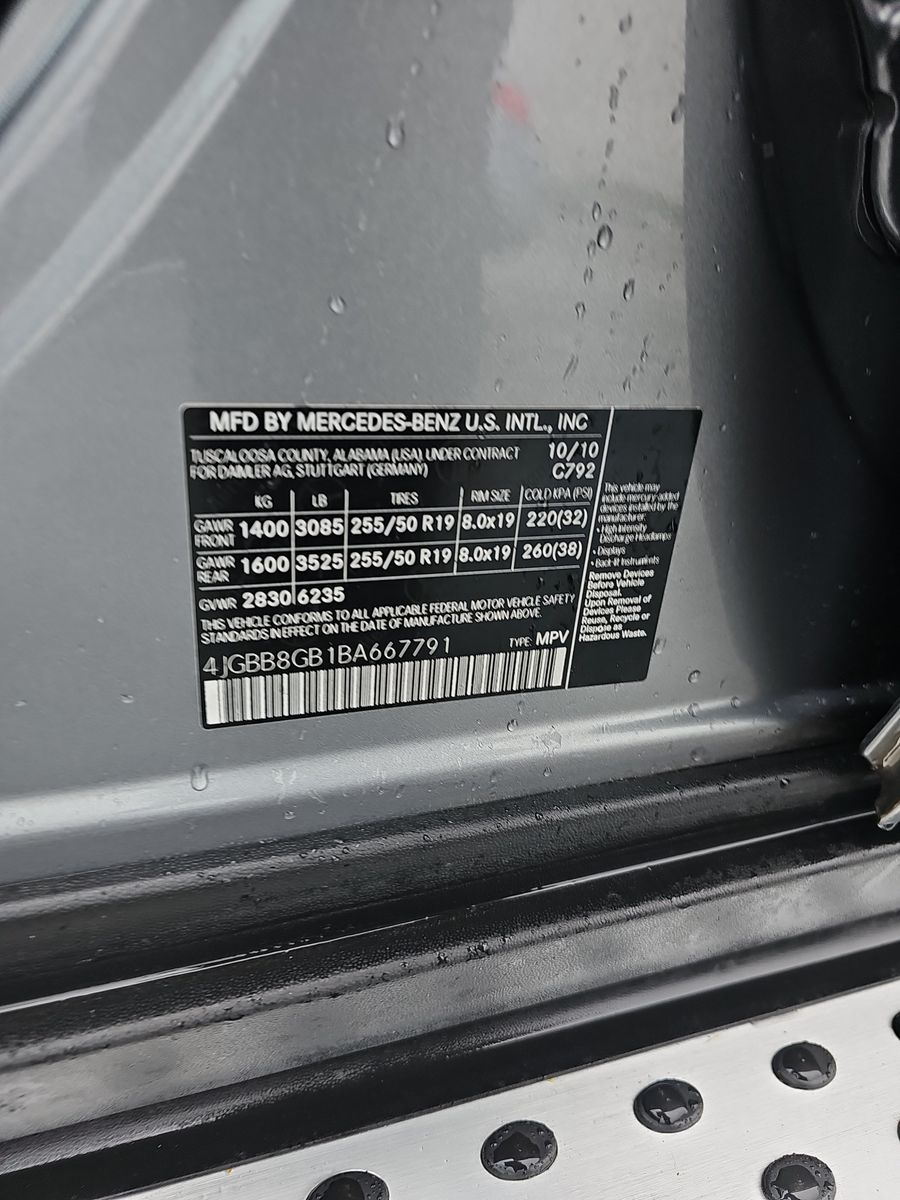 MFD BY MERCEDES-BENZ U.S. INTL., INC
TUSCALOOSA COUNTY, ALABAMA (USA) UNDER CONTRACT
FOR DAIMLER AG, STUTTGART (GERMANY)
10/10
C792
KG LB TIRES RIM SIZE COLD KPA (PSI)
GAWR FRONT 1400 3085 255/50 R19 8.0x19 220(32)
GAWR REAR 1600 3525 255/50 R19 8.0x19 260(38)
GVWR 2830 6235
THIS VEHICLE CONFORMS TO ALL APPLICABLE FEDERAL MOTOR VEHICLE SAFETY
STANDARDS IN EFFECT ON THE DATE OF MANUFACTURE SHOWN ABOVE.
4JGBB8GB1BA667791 TYPE: MPV
This vehicle may
include mercury-added
devices installed by the
manufacturer:
• High Intensity
Discharge Headlamps
• Displays
• Back-lit Instruments
Remove Devices
Before Vehicle
Disposal.
Upon Removal of
Devices Please
Reuse, Recycle or
Dispose as
Hazardous Waste.